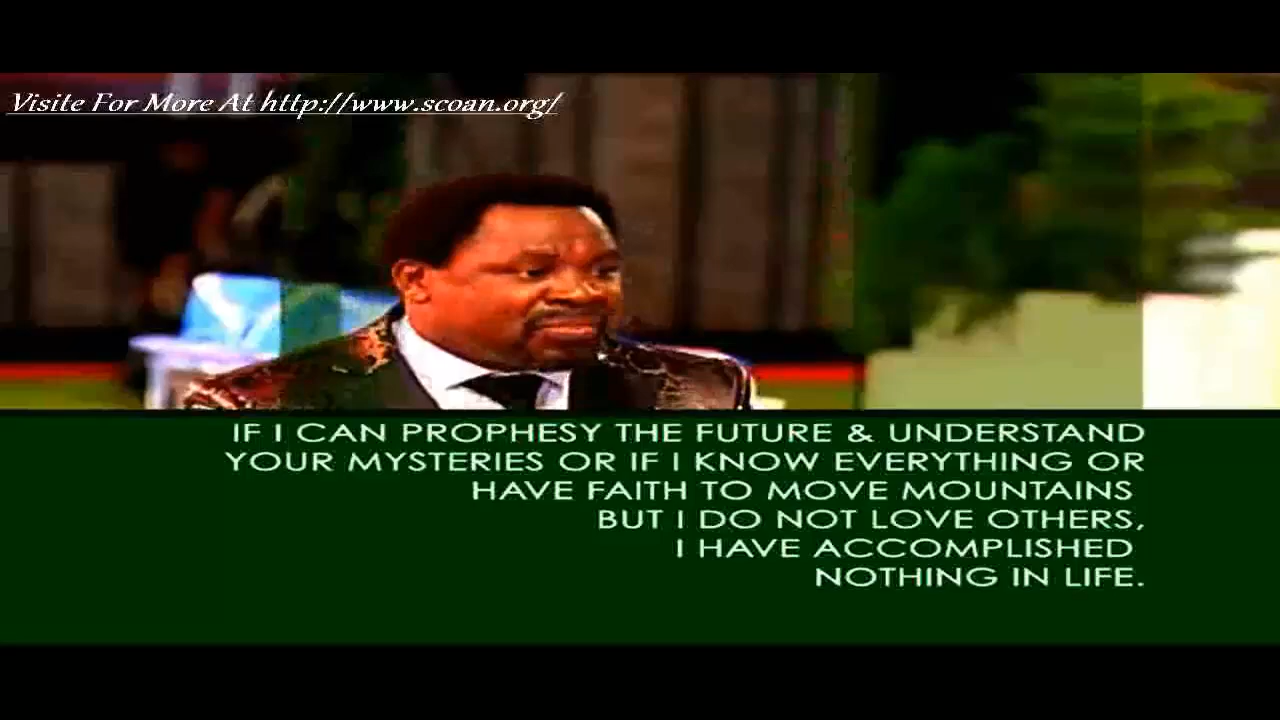 Visite For More At http://www.scoan.org/
IF I CAN PROPHESY THE FUTURE & UNDERSTAND
YOUR MYSTERIES OR IF I KNOW EVERYTHING OR
HAVE FAITH TO MOVE MOUNTAINS
BUT I DO NOT LOVE OTHERS,
I HAVE ACCOMPLISHED
NOTHING IN LIFE.